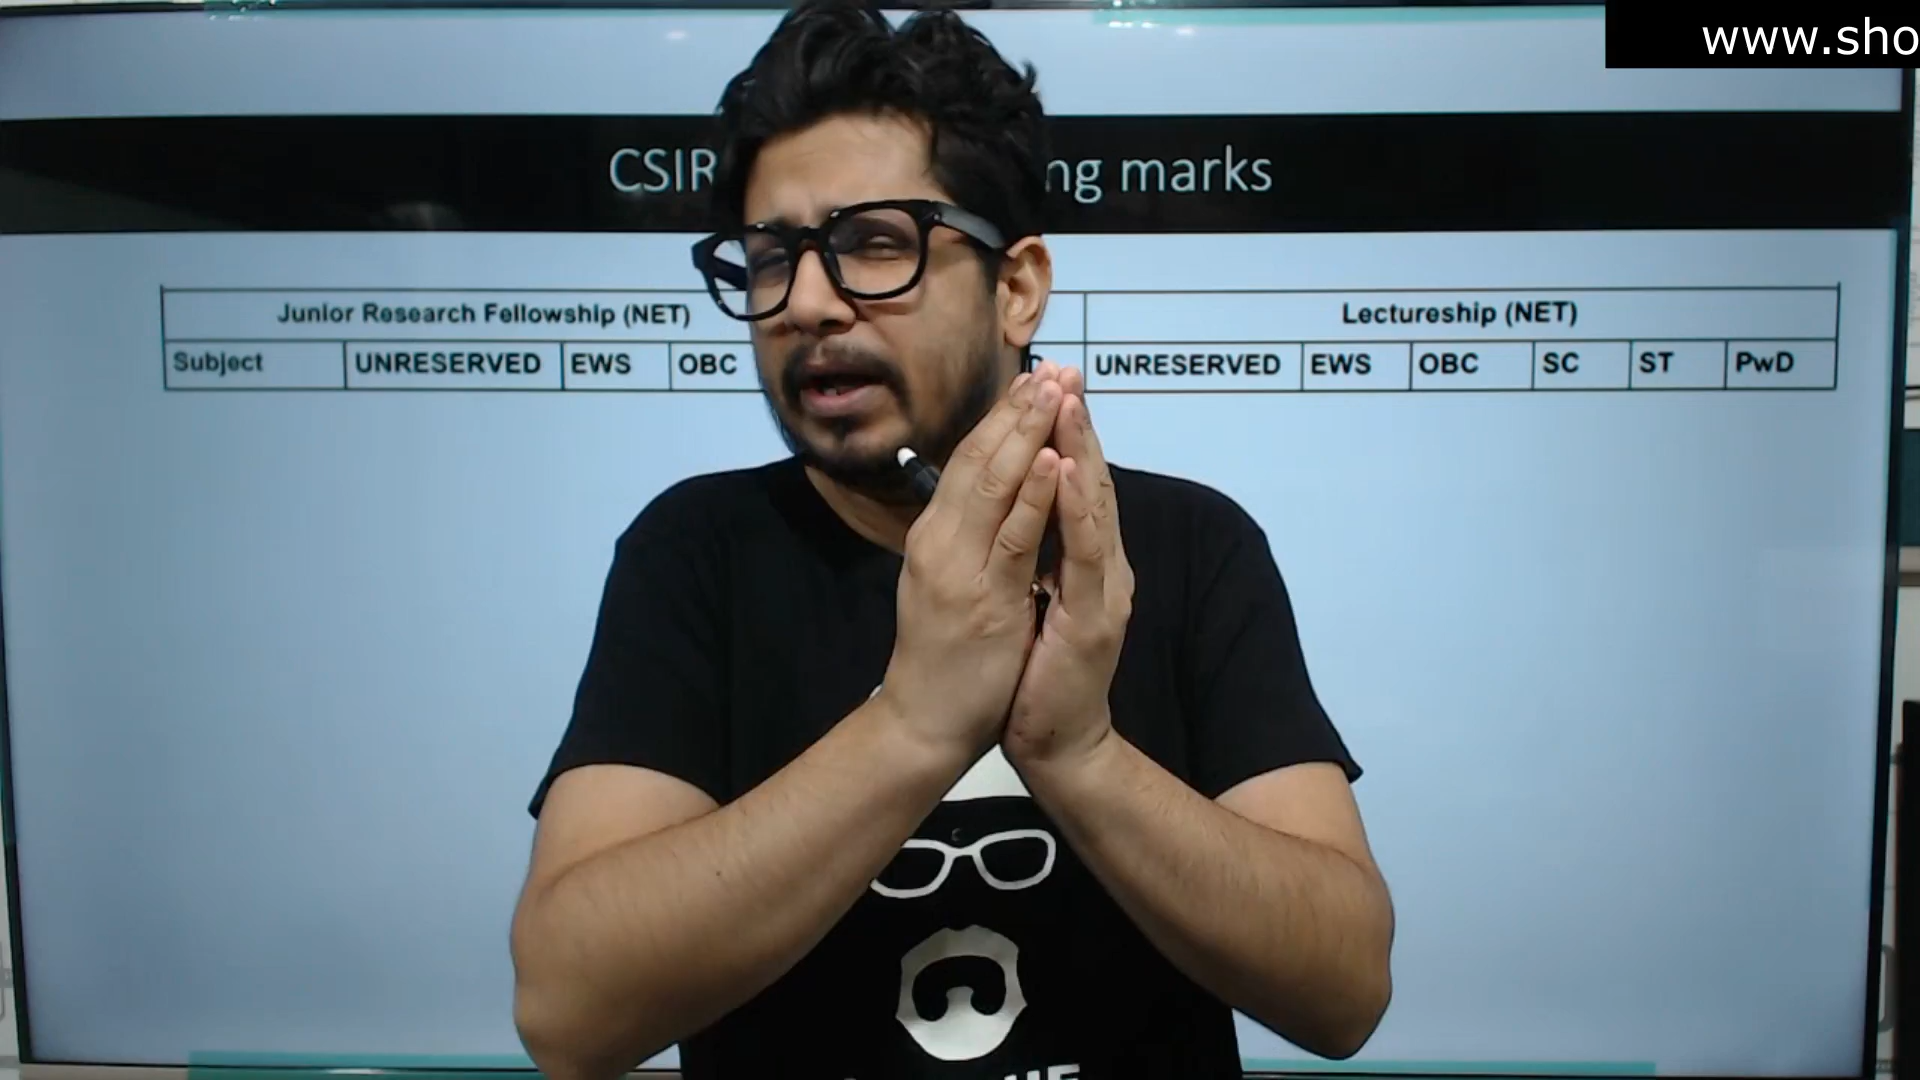 www.sho
CSIR ng marks
Junior Research Fellowship (NET) Lectureship (NET)
Subject UNRESERVED EWS OBC UNRESERVED EWS OBC SC ST PwD